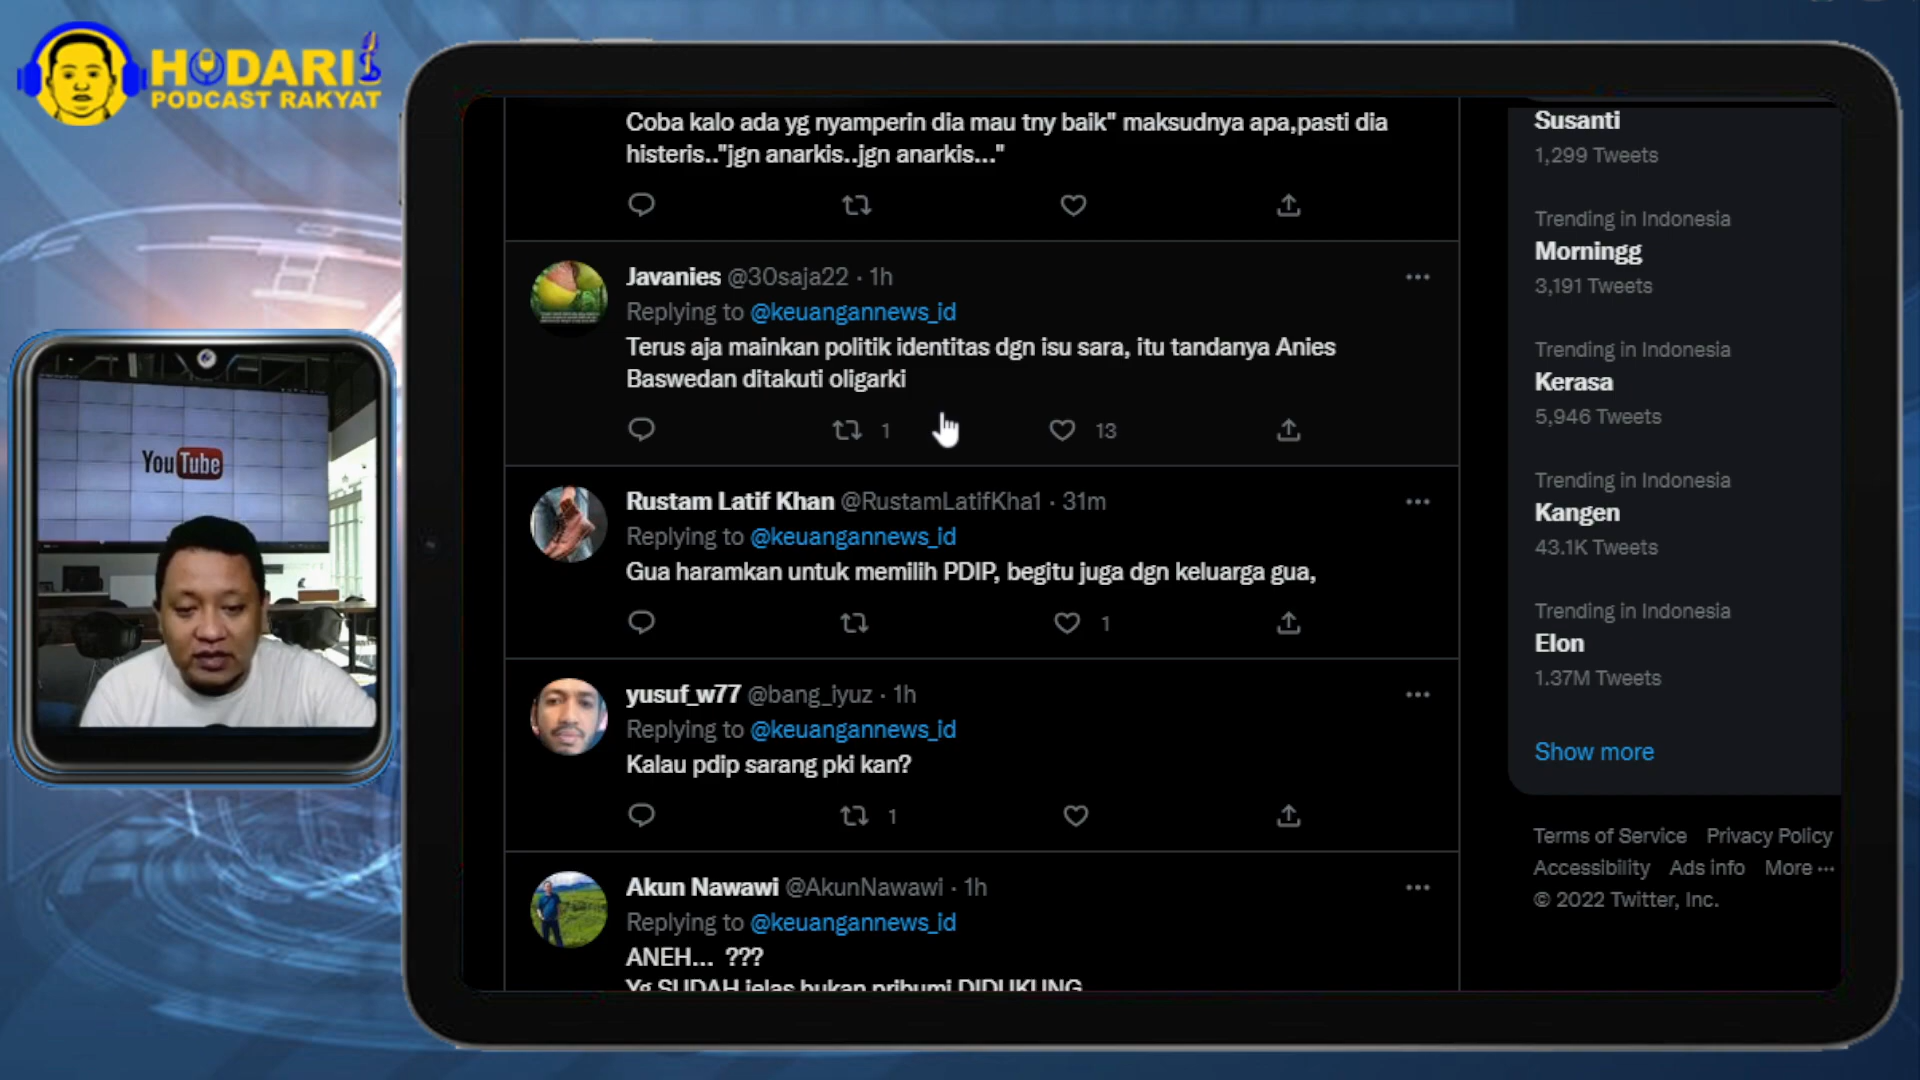 HODARI
PODCAST RAKYAT
YouTube
Coba kalo ada yg nyamperin dia mau tny baik" maksudnya apa,pasti dia
histeris.."jgn anarkis..jgn anarkis..."
Javanies @30saja22 · 1h
Replying to @keuangannews_id
Terus aja mainkan politik identitas dgn isu sara, itu tandanya Anies
Baswedan ditakuti oligarki
1 13
Rustam Latif Khan @RustamLatifKha1 · 31m
Replying to @keuangannews_id
Gua haramkan untuk memilih PDIP, begitu juga dgn keluarga gua,
1
yusuf_w77 @bang_iyuz · 1h
Replying to @keuangannews_id
Kalau pdip sarang pki kan?
1
Akun Nawawi @AkunNawawi · 1h
Replying to @keuangannews_id
ANEH... ???
Yg SUDAH jelas bukan pribumi DIDUKUNG
Susanti
1,299 Tweets
Trending in Indonesia
Morningg
3,191 Tweets
Trending in Indonesia
Kerasa
5,946 Tweets
Trending in Indonesia
Kangen
43.1K Tweets
Trending in Indonesia
Elon
1.37M Tweets
Show more
Terms of Service Privacy Policy
Accessibility Ads info More ···
© 2022 Twitter, Inc.